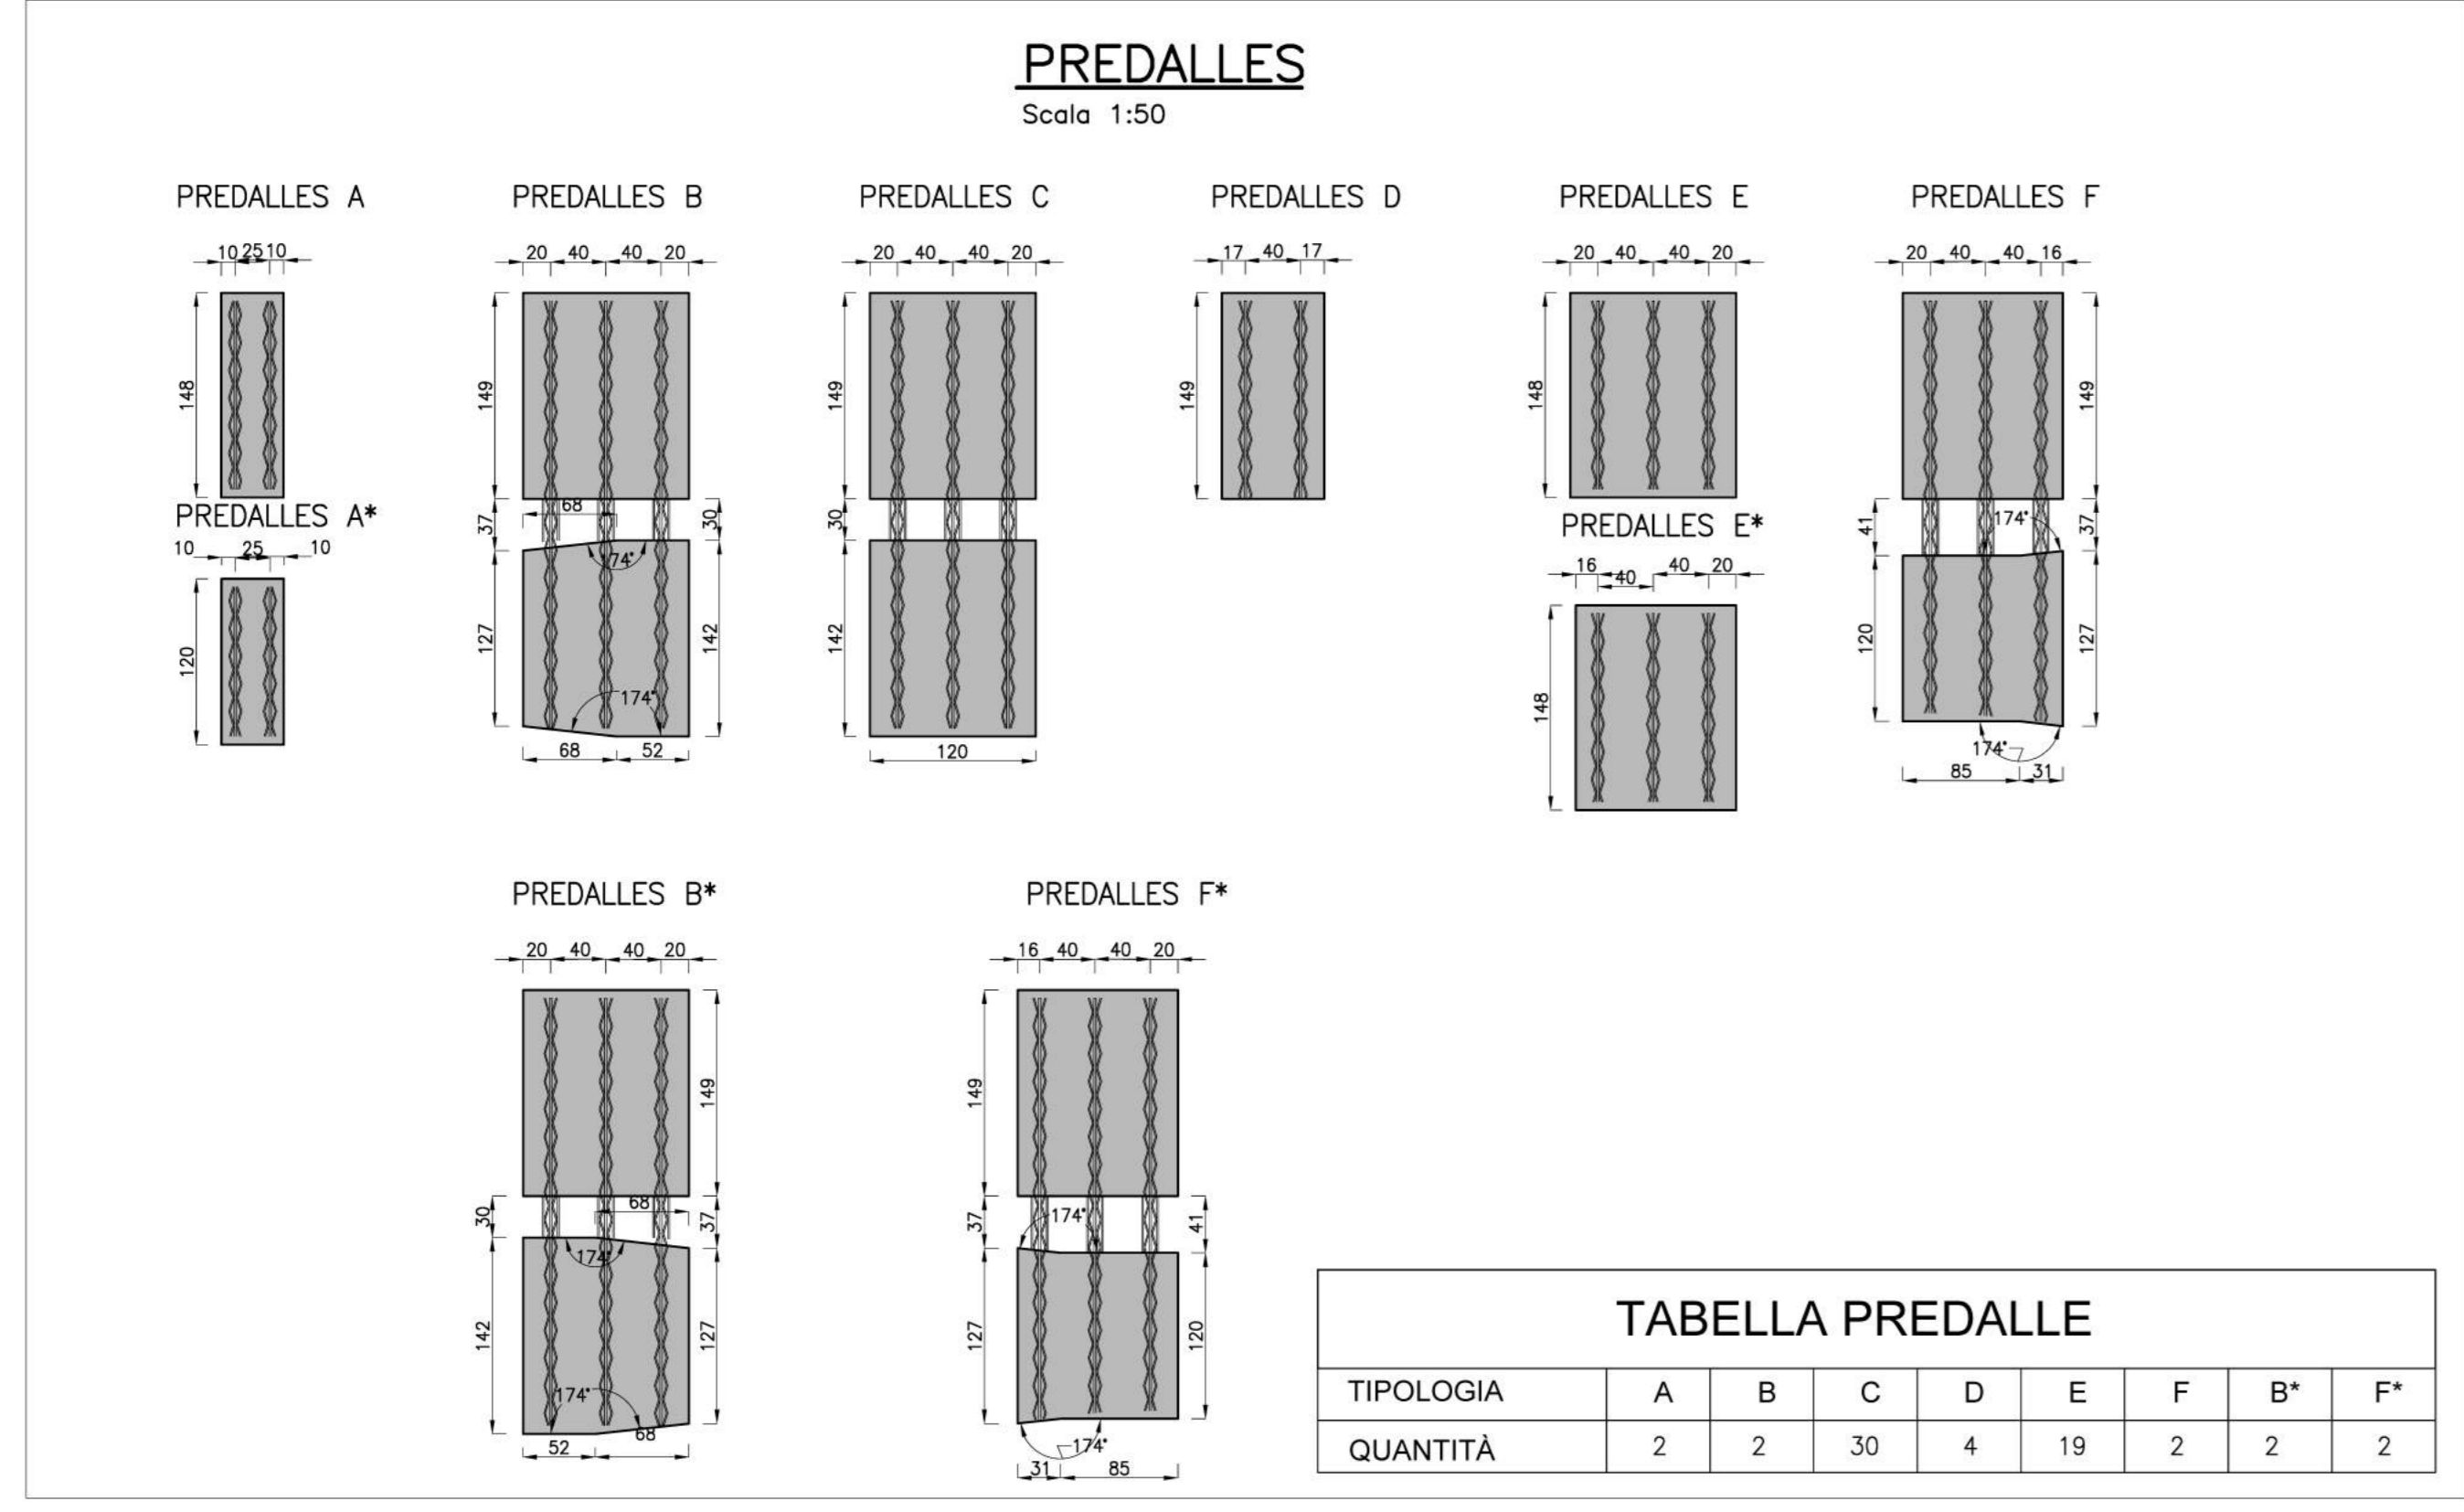 PREDALLES
Scala 1:50
PREDALLES A
10 25 10
148
PREDALLES A*
10 25 10
120
PREDALLES B
20 40 40 20
149
68
37
30
174°
127
142
174°
68 52
PREDALLES C
20 40 40 20
149
30
142
120
PREDALLES D
17 40 17
149
PREDALLES E
20 40 40 20
148
PREDALLES E*
16 40 40 20
148
PREDALLES F
20 40 40 16
149
41
174°
37
120
127
174°
85 31
PREDALLES B*
20 40 40 20
149
30
68
37
174°
142
127
174°
52 68
PREDALLES F*
16 40 40 20
149
37
174°
41
127
120
174°
31 85
TABELLA PREDALLE
TIPOLOGIA A B C D E F B* F*
QUANTITÀ 2 2 30 4 19 2 2 2